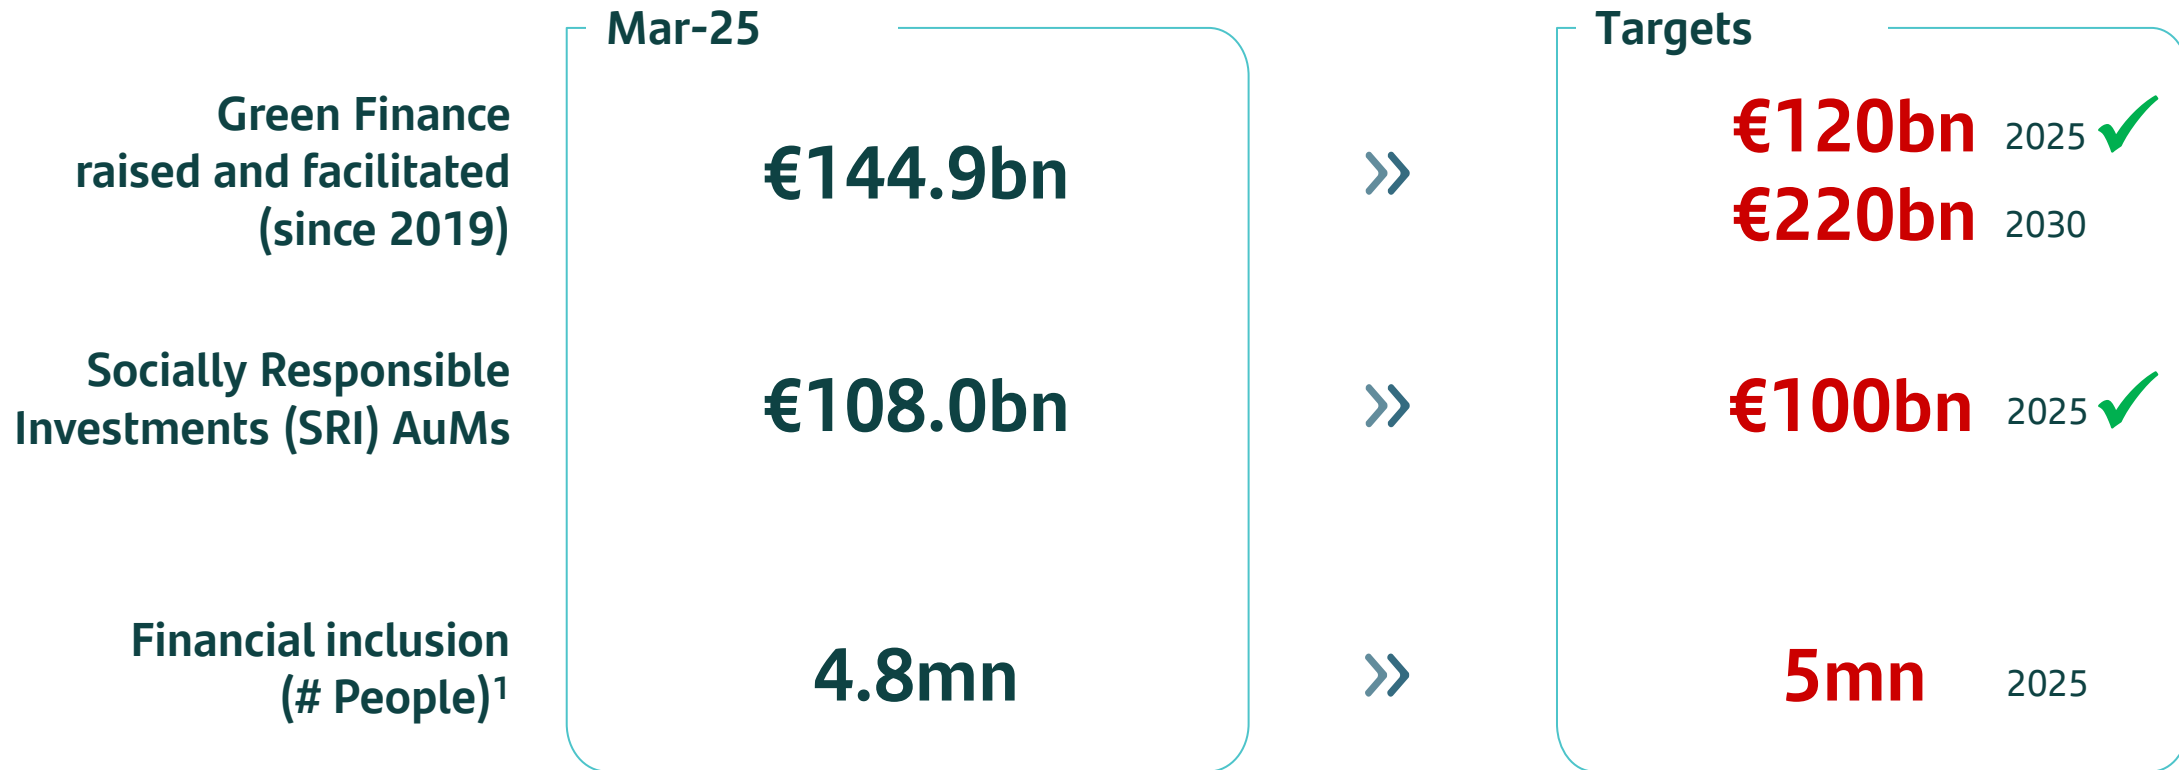 Mar-25
Targets
Green Finance
raised and facilitated
(since 2019)
€144.9bn
€120bn 2025
€220bn 2030
Socially Responsible
Investments (SRI) AuMs
€108.0bn
€100bn 2025
Financial inclusion
(# People)¹
4.8mn
5mn 2025